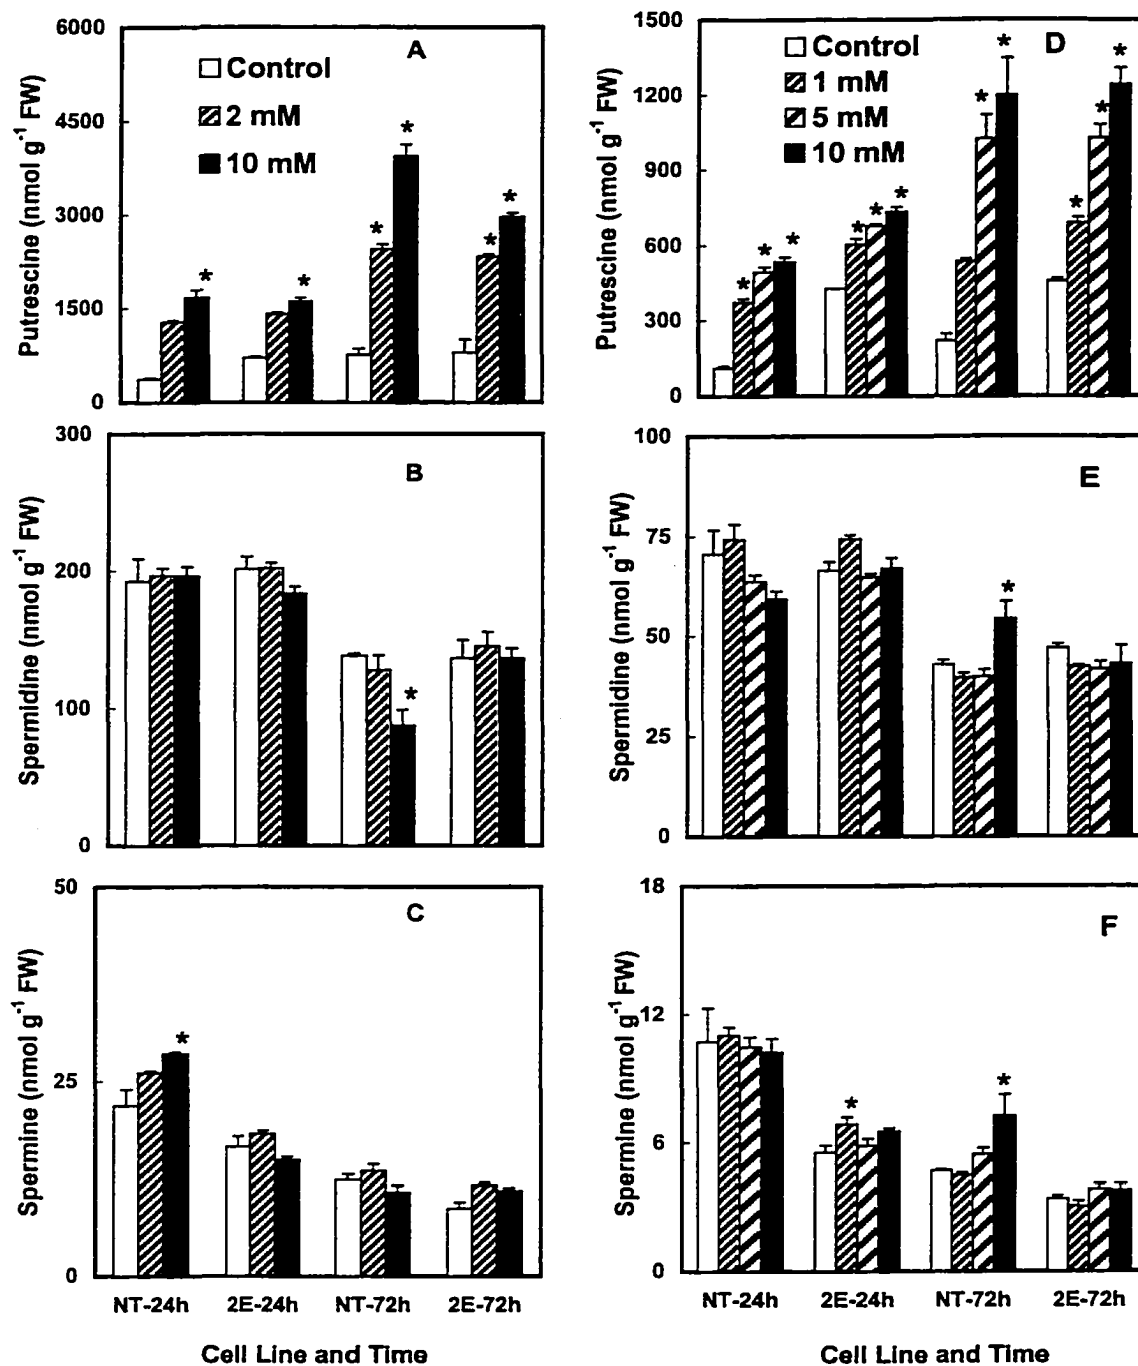 A
Putrescine (nmol g⁻¹ FW)
6000
4500
3000
1500
0
Control
2 mM
10 mM
*
*
*
*
*
*
D
Putrescine (nmol g⁻¹ FW)
1500
1200
900
600
300
0
Control
1 mM
5 mM
10 mM
*
*
*
*
*
*
*
*
*
*
*
B
Spermidine (nmol g⁻¹ FW)
300
200
100
0
*
E
Spermidine (nmol g⁻¹ FW)
100
75
50
25
0
*
C
Spermine (nmol g⁻¹ FW)
50
25
0
*
NT-24h
2E-24h
NT-72h
2E-72h
Cell Line and Time
F
Spermine (nmol g⁻¹ FW)
18
12
6
0
*
*
NT-24h
2E-24h
NT-72h
2E-72h
Cell Line and Time